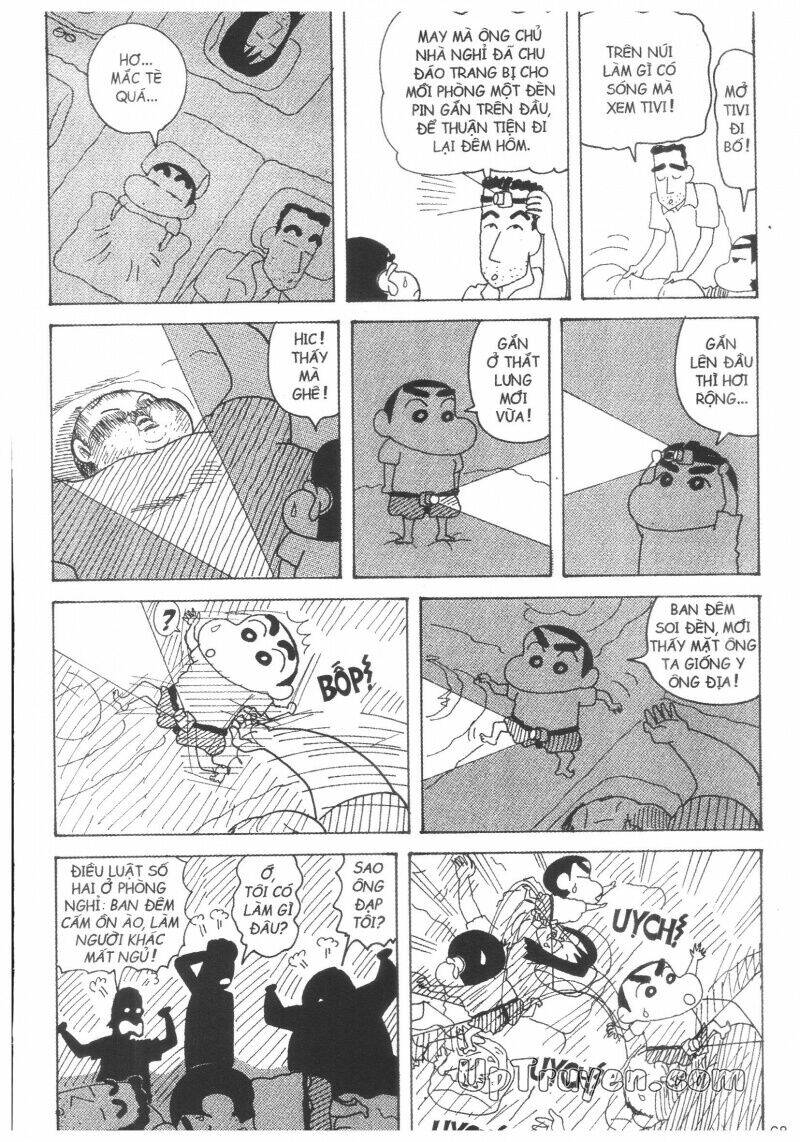 MỞ
TIVI
ĐI
BỐ!
TRÊN NÚI
LÀM GÌ CÓ
SÓNG MÀ
XEM TIVI!
MAY MÀ ÔNG CHỦ
NHÀ NGHỈ ĐÃ CHU
ĐÁO TRANG BỊ CHO
MỖI PHÒNG MỘT ĐÈN
PIN GẮN TRÊN ĐẦU,
ĐỂ THUẬN TIỆN ĐI
LẠI ĐÊM HÔM.
HƠ...
MẮC TÈ
QUÁ...
GẮN
LÊN ĐẦU
THÌ HƠI
RỘNG...
GẮN
Ở THẮT
LƯNG
MỚI
VỪA!
HIC!
THẤY
MÀ
GHÊ!
BAN ĐÊM
SOI ĐÈN, MỚI
THẤY MẶT ÔNG
TA GIỐNG Y
ÔNG ĐỊA!
?
BỐP!
UỴCH!
UỴCH!
SAO
ÔNG
ĐẠP
TÔI?
Ớ,
TÔI CÓ
LÀM GÌ
ĐÂU?
ĐIỀU LUẬT SỐ
HAI Ở PHÒNG
NGHỈ: BAN ĐÊM
CẤM ỒN ÀO, LÀM
NGƯỜI KHÁC
MẤT NGỦ!
UpTruyen.com